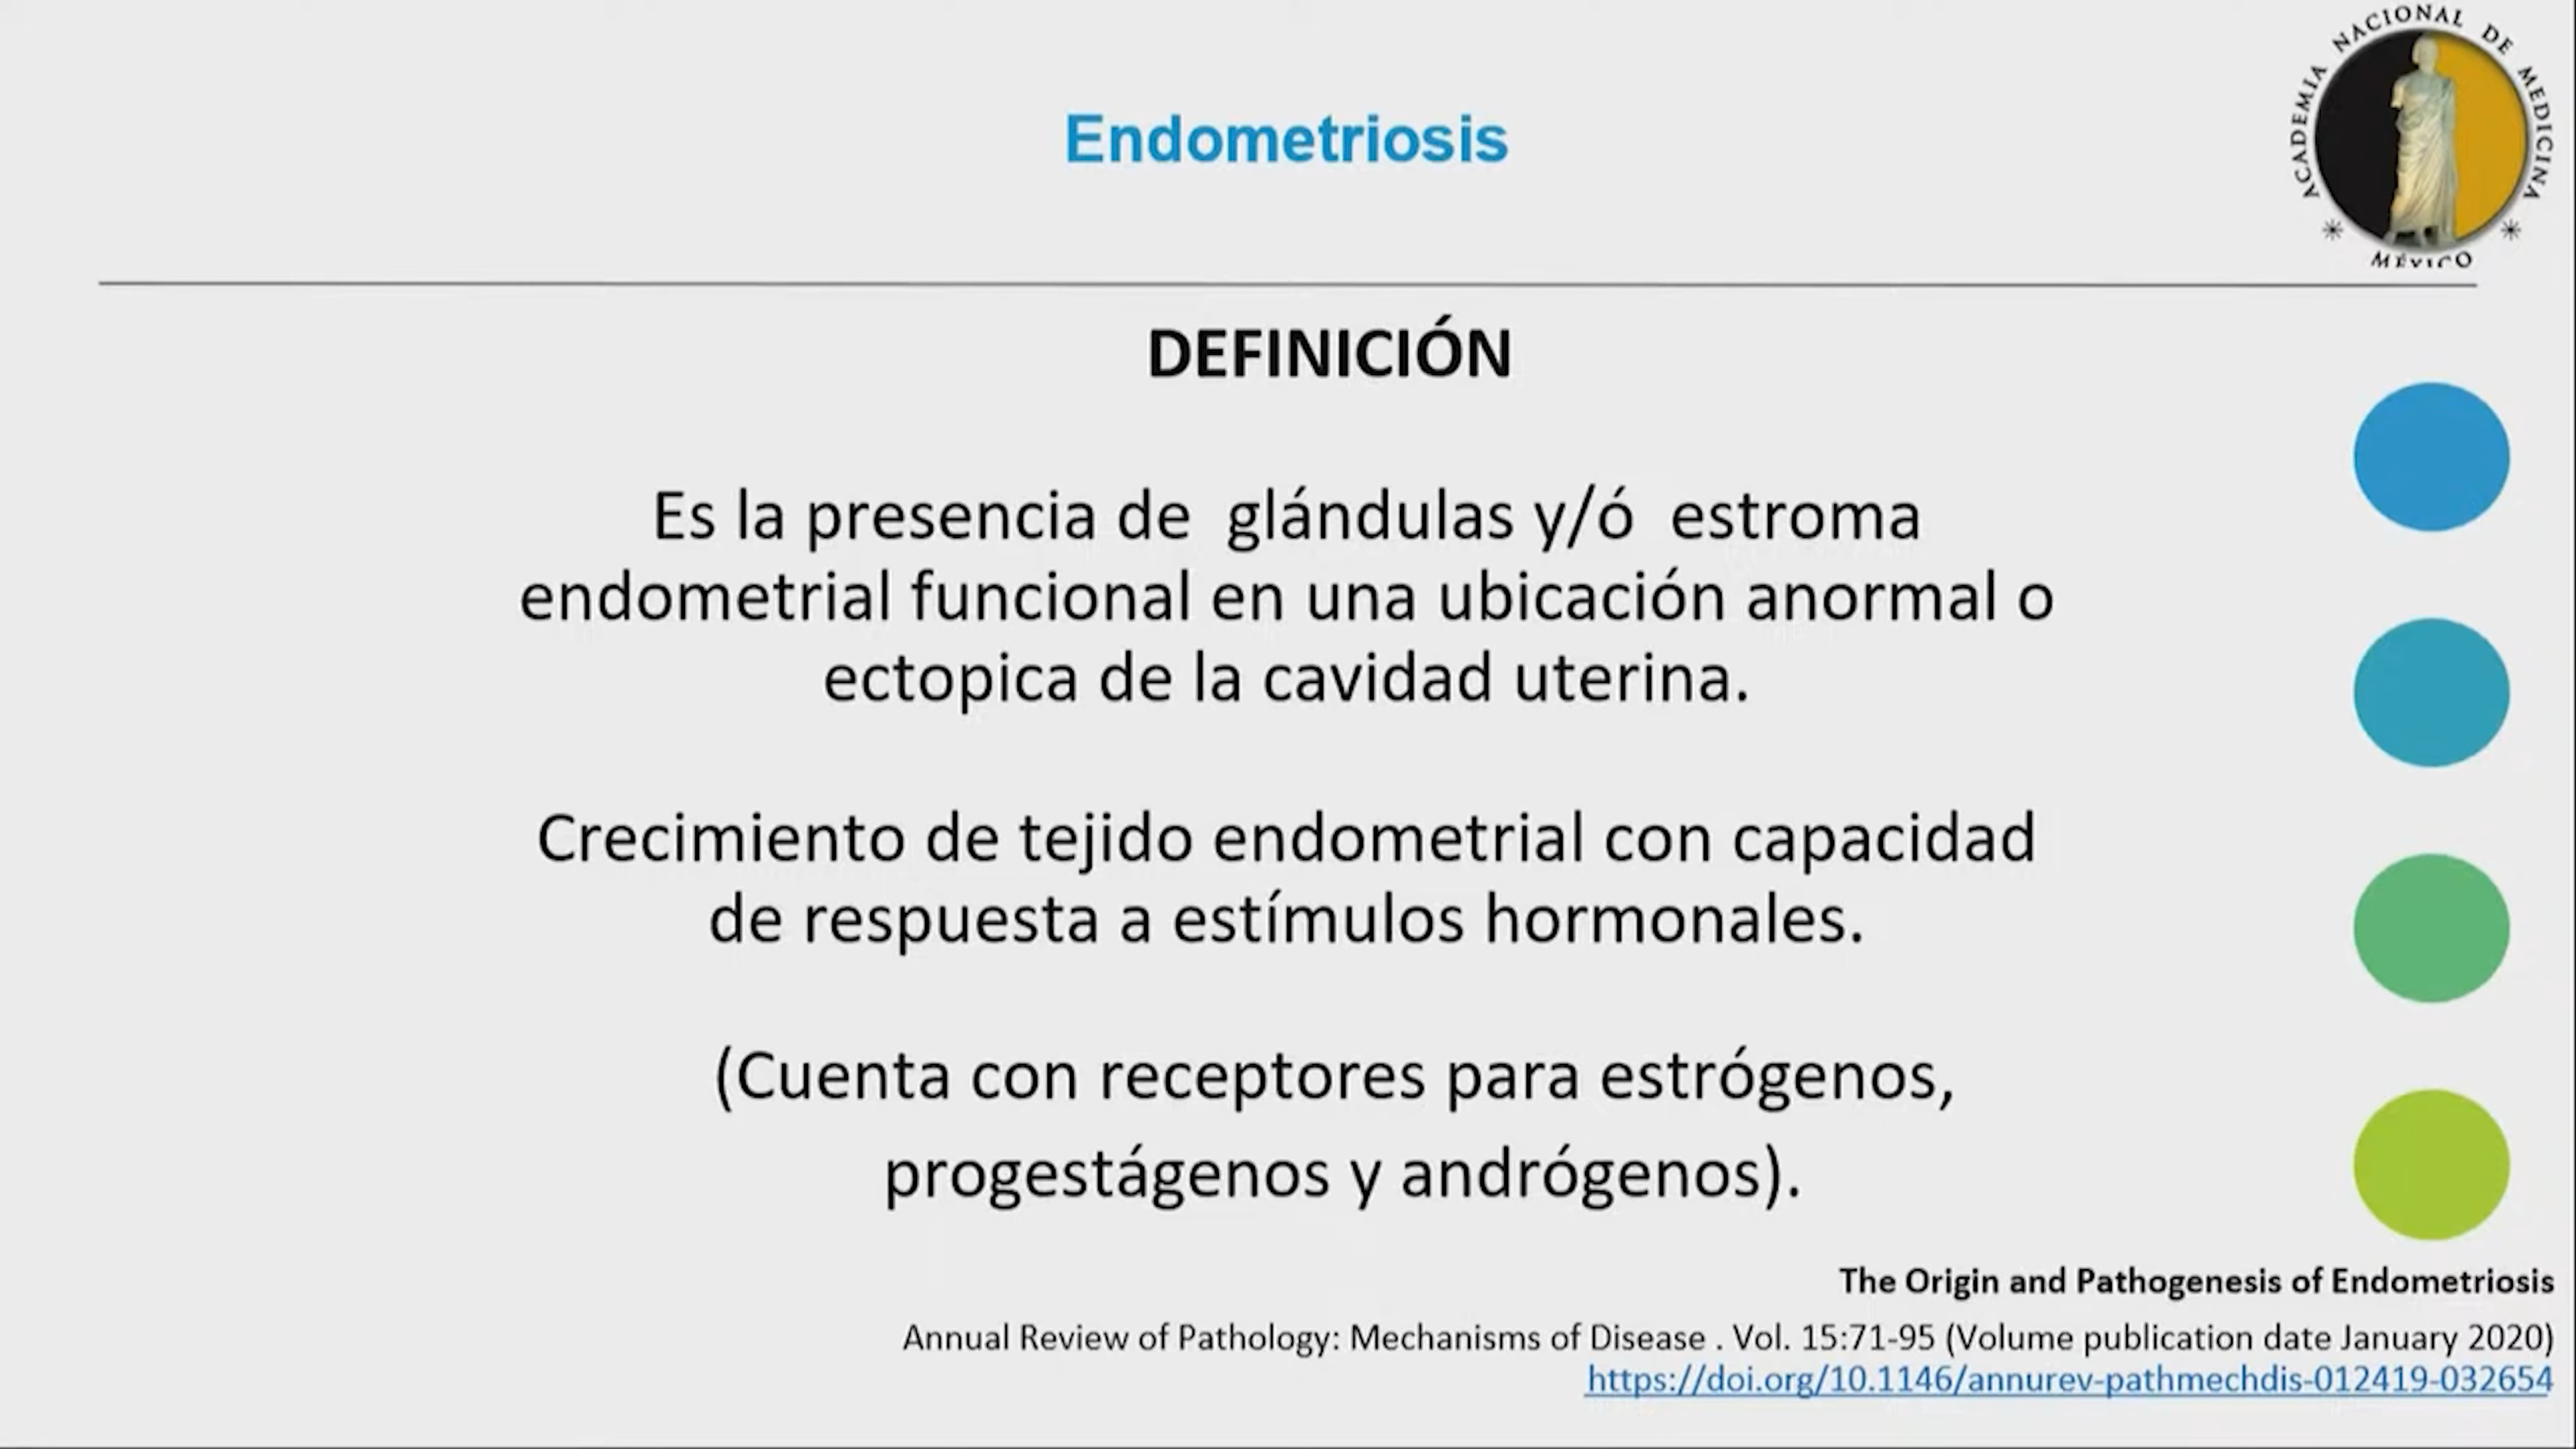 ACADEMIA NACIONAL DE MEDICINA
MÉXICO
Endometriosis
DEFINICIÓN
Es la presencia de glándulas y/ó estroma
endometrial funcional en una ubicación anormal o
ectopica de la cavidad uterina.
Crecimiento de tejido endometrial con capacidad
de respuesta a estímulos hormonales.
(Cuenta con receptores para estrógenos,
progestágenos y andrógenos).
The Origin and Pathogenesis of Endometriosis
Annual Review of Pathology: Mechanisms of Disease . Vol. 15:71-95 (Volume publication date January 2020)
https://doi.org/10.1146/annurev-pathmechdis-012419-032654